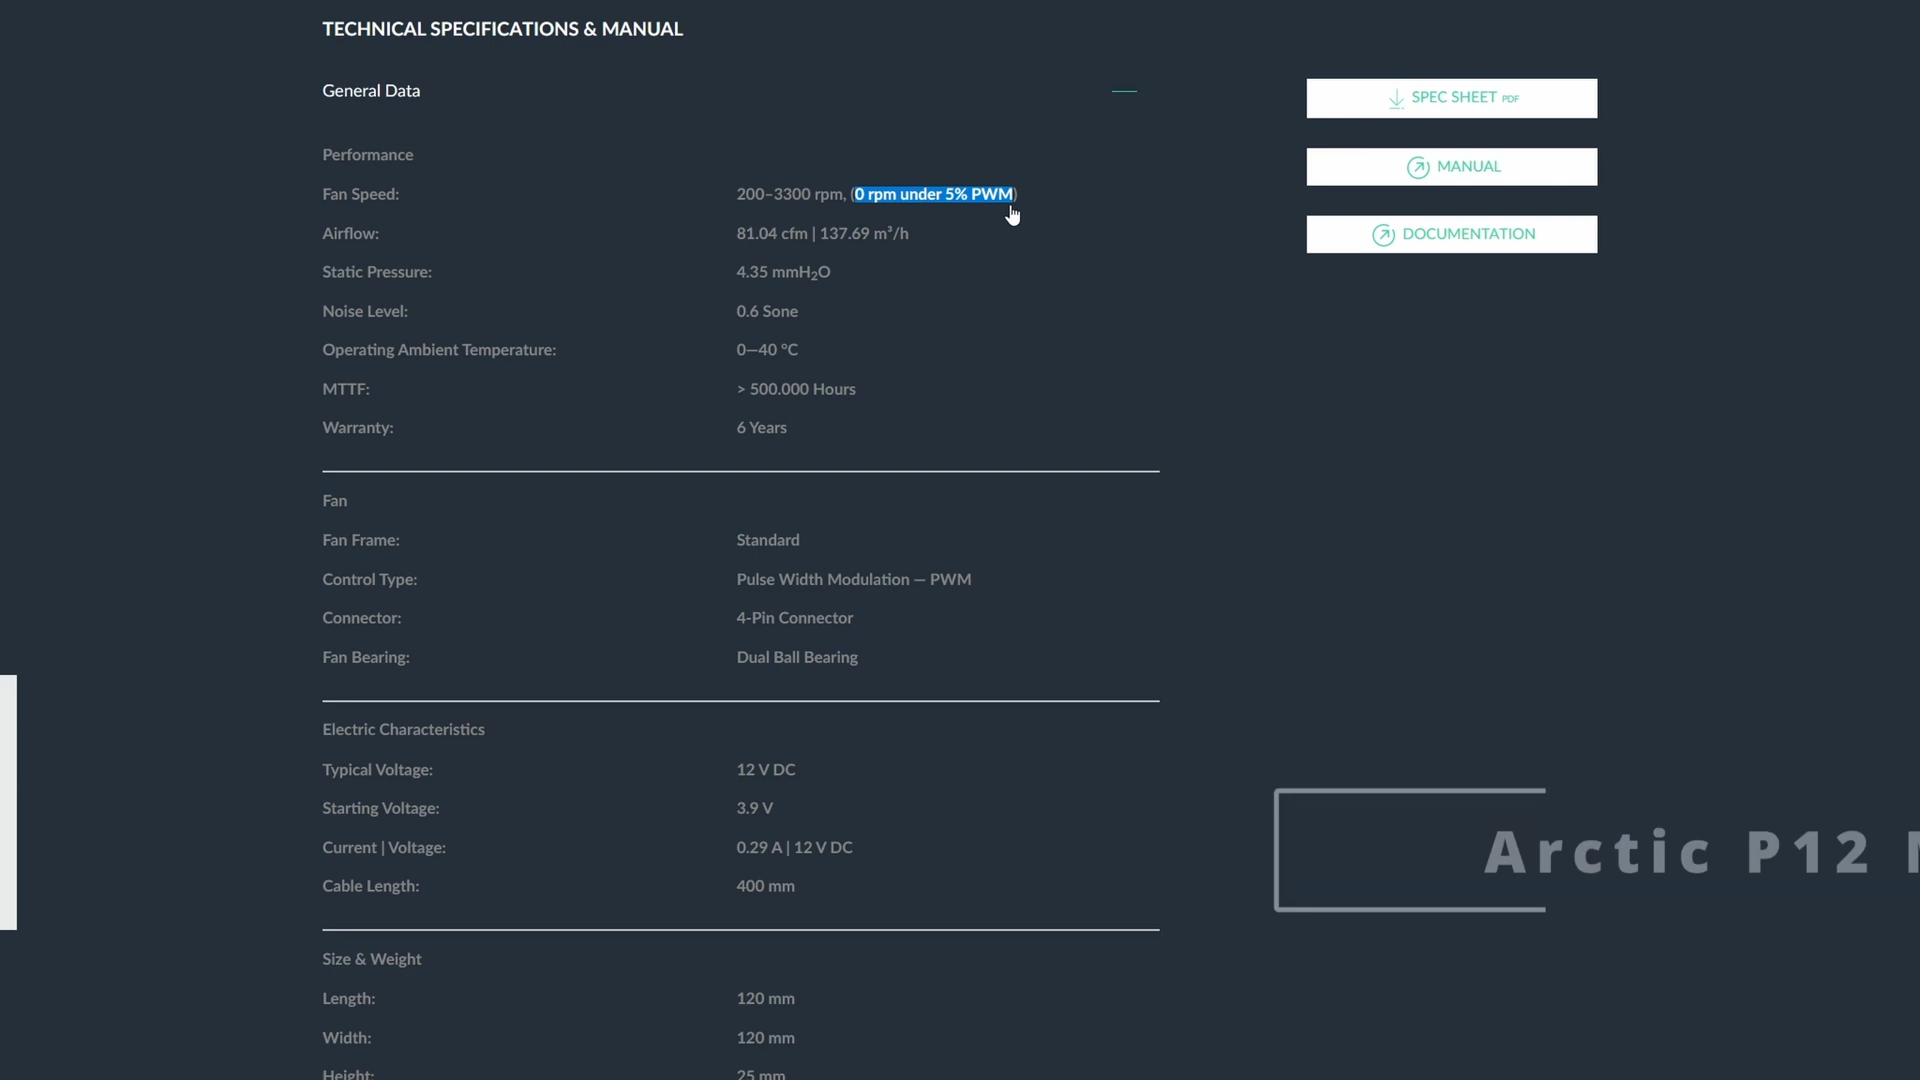 TECHNICAL SPECIFICATIONS & MANUAL
General Data
SPEC SHEET PDF
MANUAL
DOCUMENTATION
Performance
Fan Speed: 200–3300 rpm, (0 rpm under 5% PWM)
Airflow: 81.04 cfm | 137.69 m³/h
Static Pressure: 4.35 mmH₂O
Noise Level: 0.6 Sone
Operating Ambient Temperature: 0—40 °C
MTTF: > 500.000 Hours
Warranty: 6 Years
Fan
Fan Frame: Standard
Control Type: Pulse Width Modulation — PWM
Connector: 4-Pin Connector
Fan Bearing: Dual Ball Bearing
Electric Characteristics
Typical Voltage: 12 V DC
Starting Voltage: 3.9 V
Current | Voltage: 0.29 A | 12 V DC
Cable Length: 400 mm
Arctic P12
Size & Weight
Length: 120 mm
Width: 120 mm
Height: 25 mm